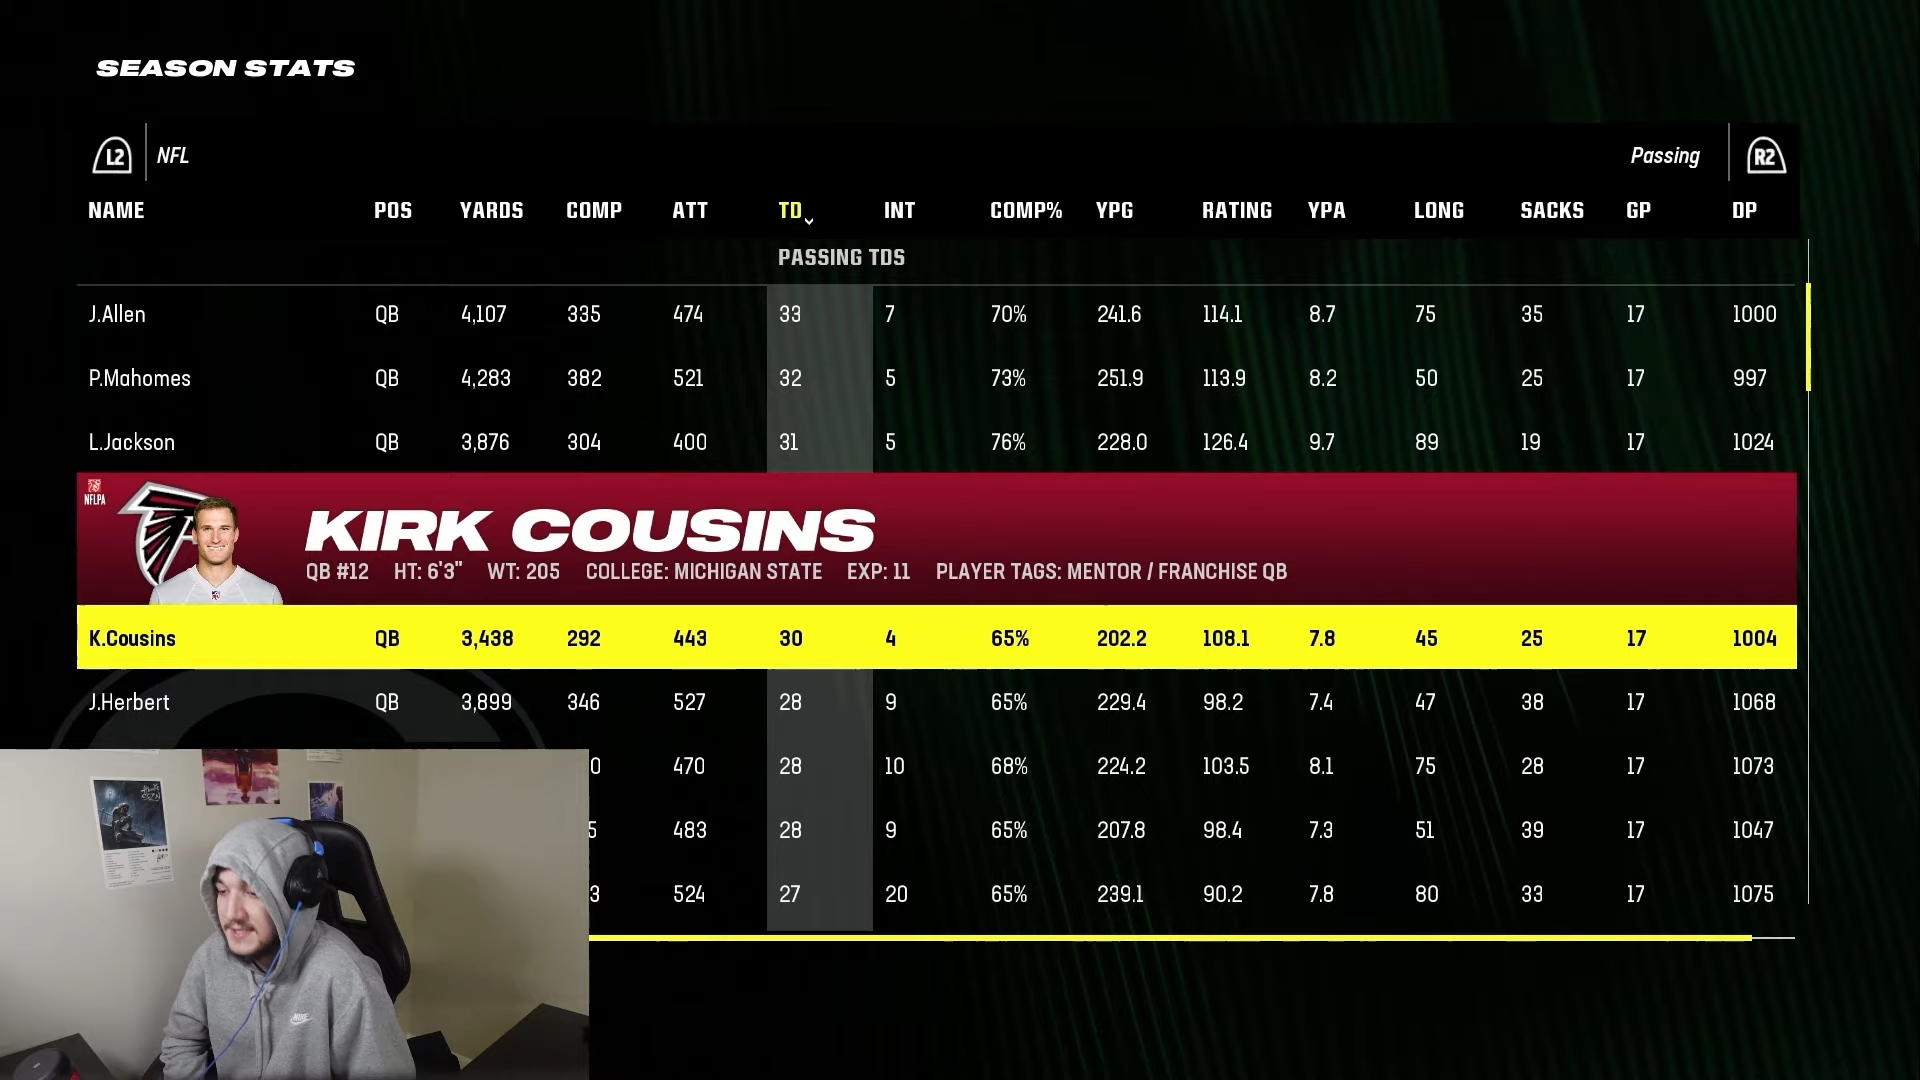 SEASON STATS
L2 NFL Passing R2
NAME POS YARDS COMP ATT TD INT COMP% YPG RATING YPA LONG SACKS GP DP
PASSING TDS
J.Allen QB 4,107 335 474 33 7 70% 241.6 114.1 8.7 75 35 17 1000
P.Mahomes QB 4,283 382 521 32 5 73% 251.9 113.9 8.2 50 25 17 997
L.Jackson QB 3,876 304 400 31 5 76% 228.0 126.4 9.7 89 19 17 1024
NFLPA
KIRK COUSINS
QB #12 HT: 6'3" WT: 205 COLLEGE: MICHIGAN STATE EXP: 11 PLAYER TAGS: MENTOR / FRANCHISE QB
K.Cousins QB 3,438 292 443 30 4 65% 202.2 108.1 7.8 45 25 17 1004
J.Herbert QB 3,899 346 527 28 9 65% 229.4 98.2 7.4 47 38 17 1068
0 470 28 10 68% 224.2 103.5 8.1 75 28 17 1073
5 483 28 9 65% 207.8 98.4 7.3 51 39 17 1047
3 524 27 20 65% 239.1 90.2 7.8 80 33 17 1075
NIKE